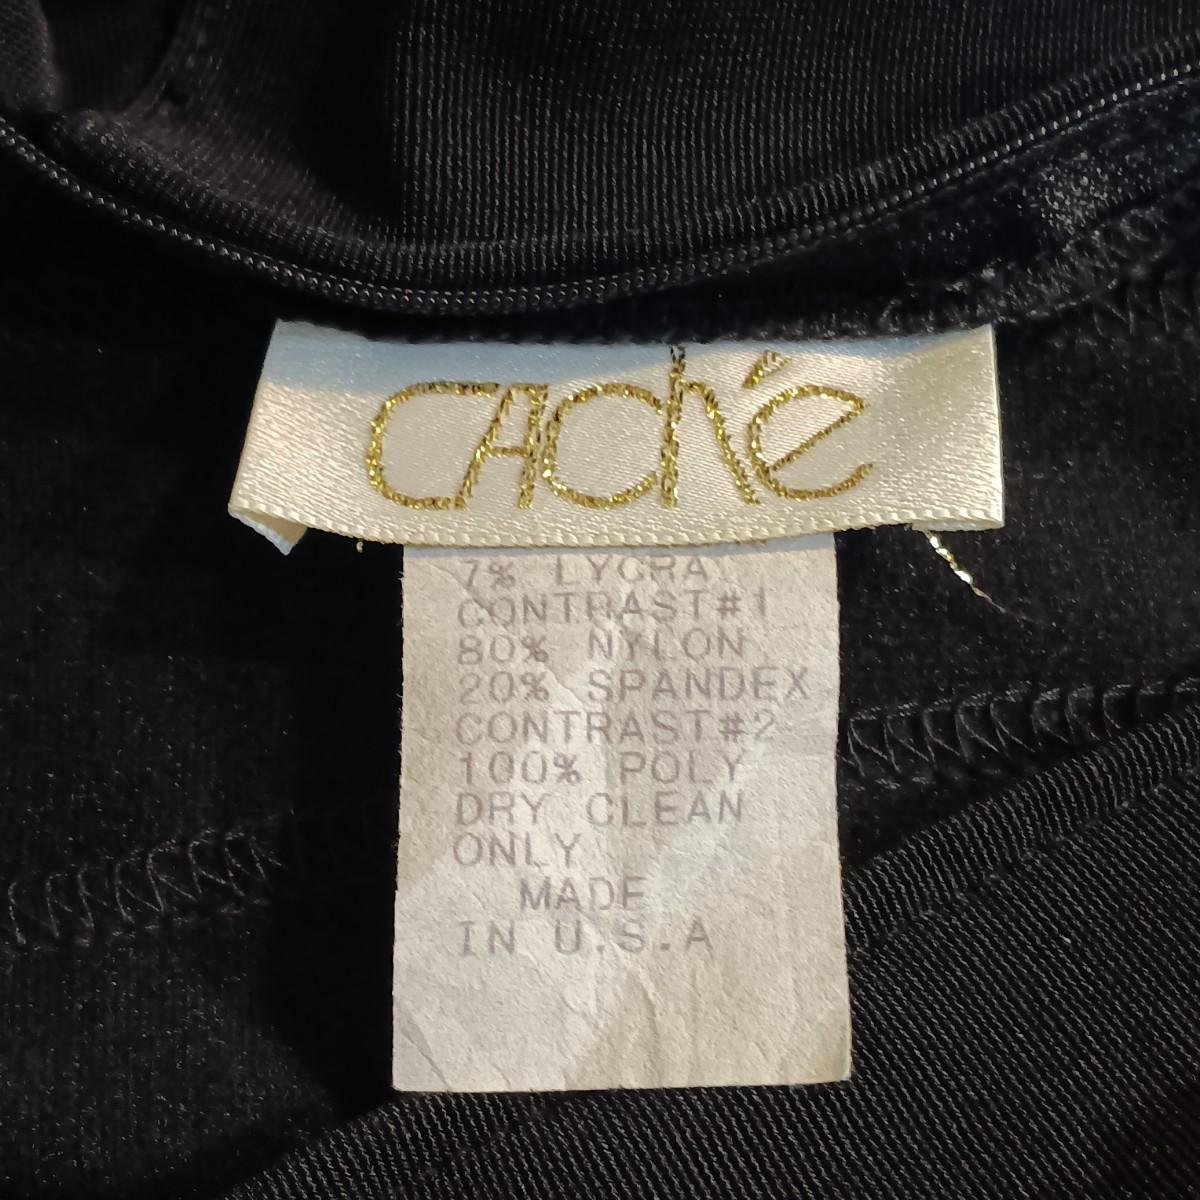 CAChé
7% LYCRA
CONTRAST#1
80% NYLON
20% SPANDEX
CONTRAST#2
100% POLY
DRY CLEAN
ONLY
MADE
IN U.S.A